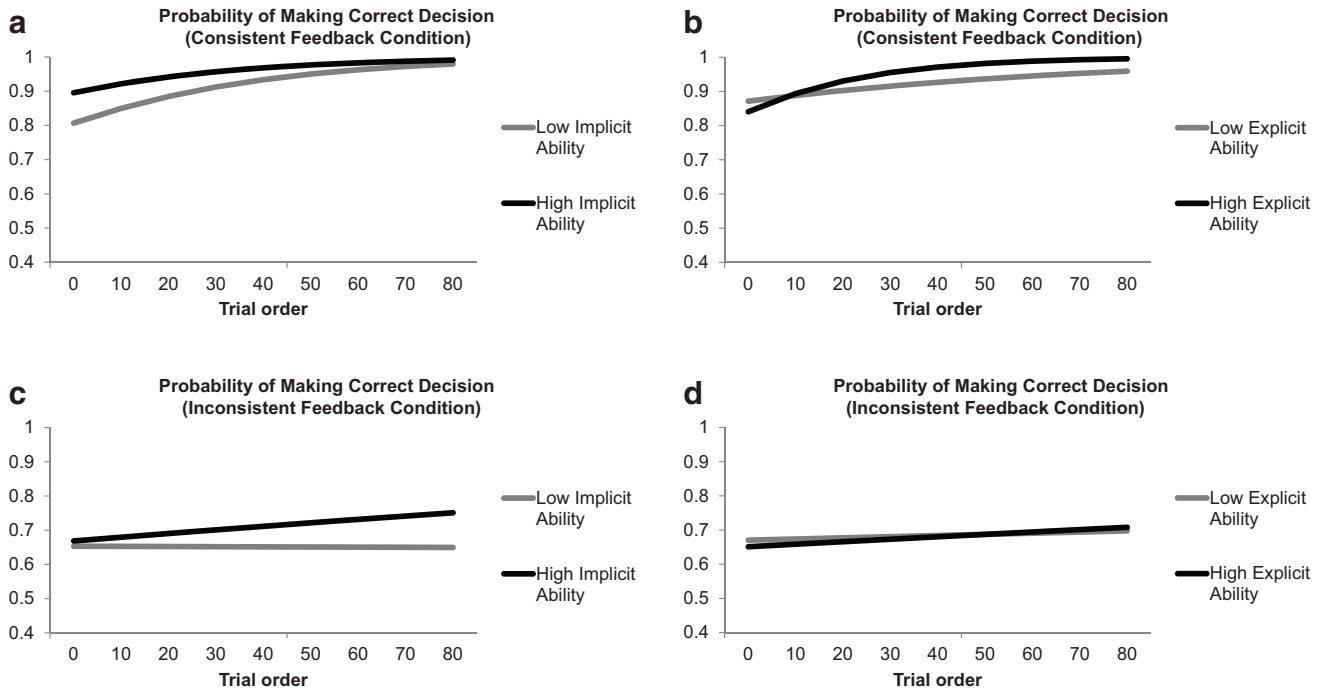 a
Probability of Making Correct Decision
(Consistent Feedback Condition)
1
0.9
0.8
0.7
0.6
0.5
0.4
0 10 20 30 40 50 60 70 80
Trial order
Low Implicit
Ability
High Implicit
Ability
b
Probability of Making Correct Decision
(Consistent Feedback Condition)
1
0.9
0.8
0.7
0.6
0.5
0.4
0 10 20 30 40 50 60 70 80
Trial order
Low Explicit
Ability
High Explicit
Ability
c
Probability of Making Correct Decision
(Inconsistent Feedback Condition)
1
0.9
0.8
0.7
0.6
0.5
0.4
0 10 20 30 40 50 60 70 80
Trial order
Low Implicit
Ability
High Implicit
Ability
d
Probability of Making Correct Decision
(Inconsistent Feedback Condition)
1
0.9
0.8
0.7
0.6
0.5
0.4
0 10 20 30 40 50 60 70 80
Trial order
Low Explicit
Ability
High Explicit
Ability